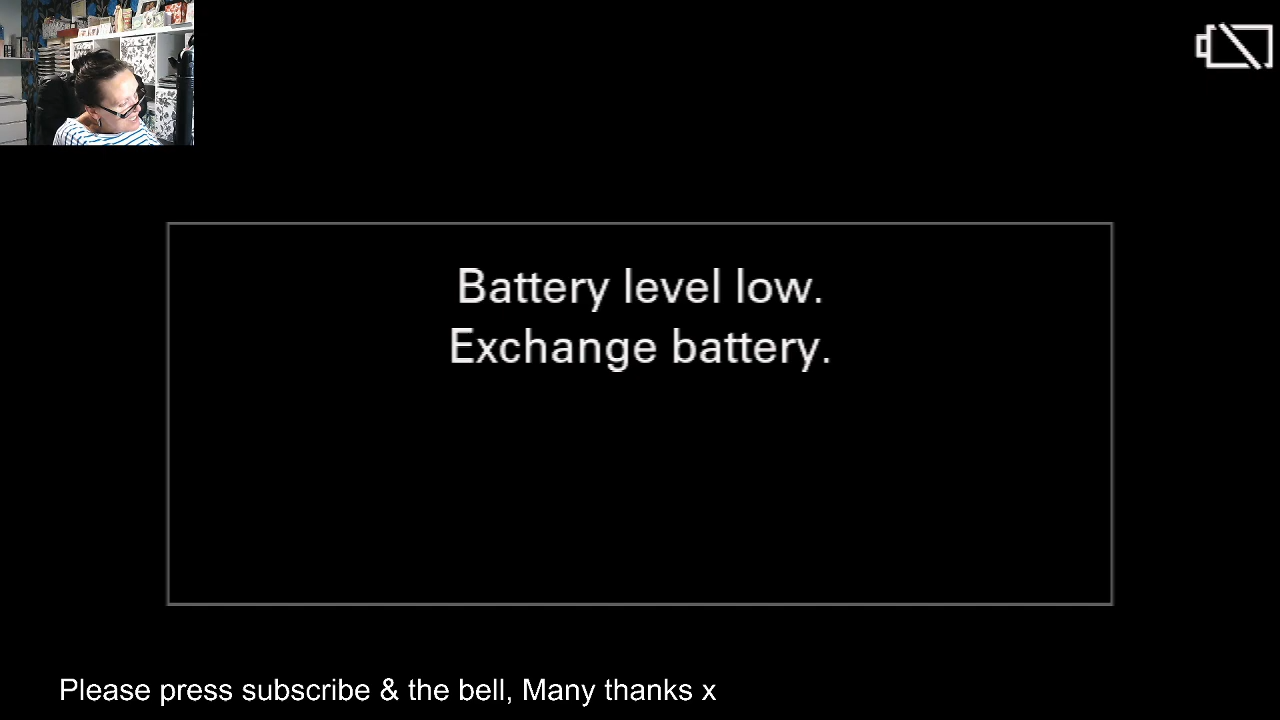 Battery level low.
Exchange battery.
Please press subscribe & the bell, Many thanks x